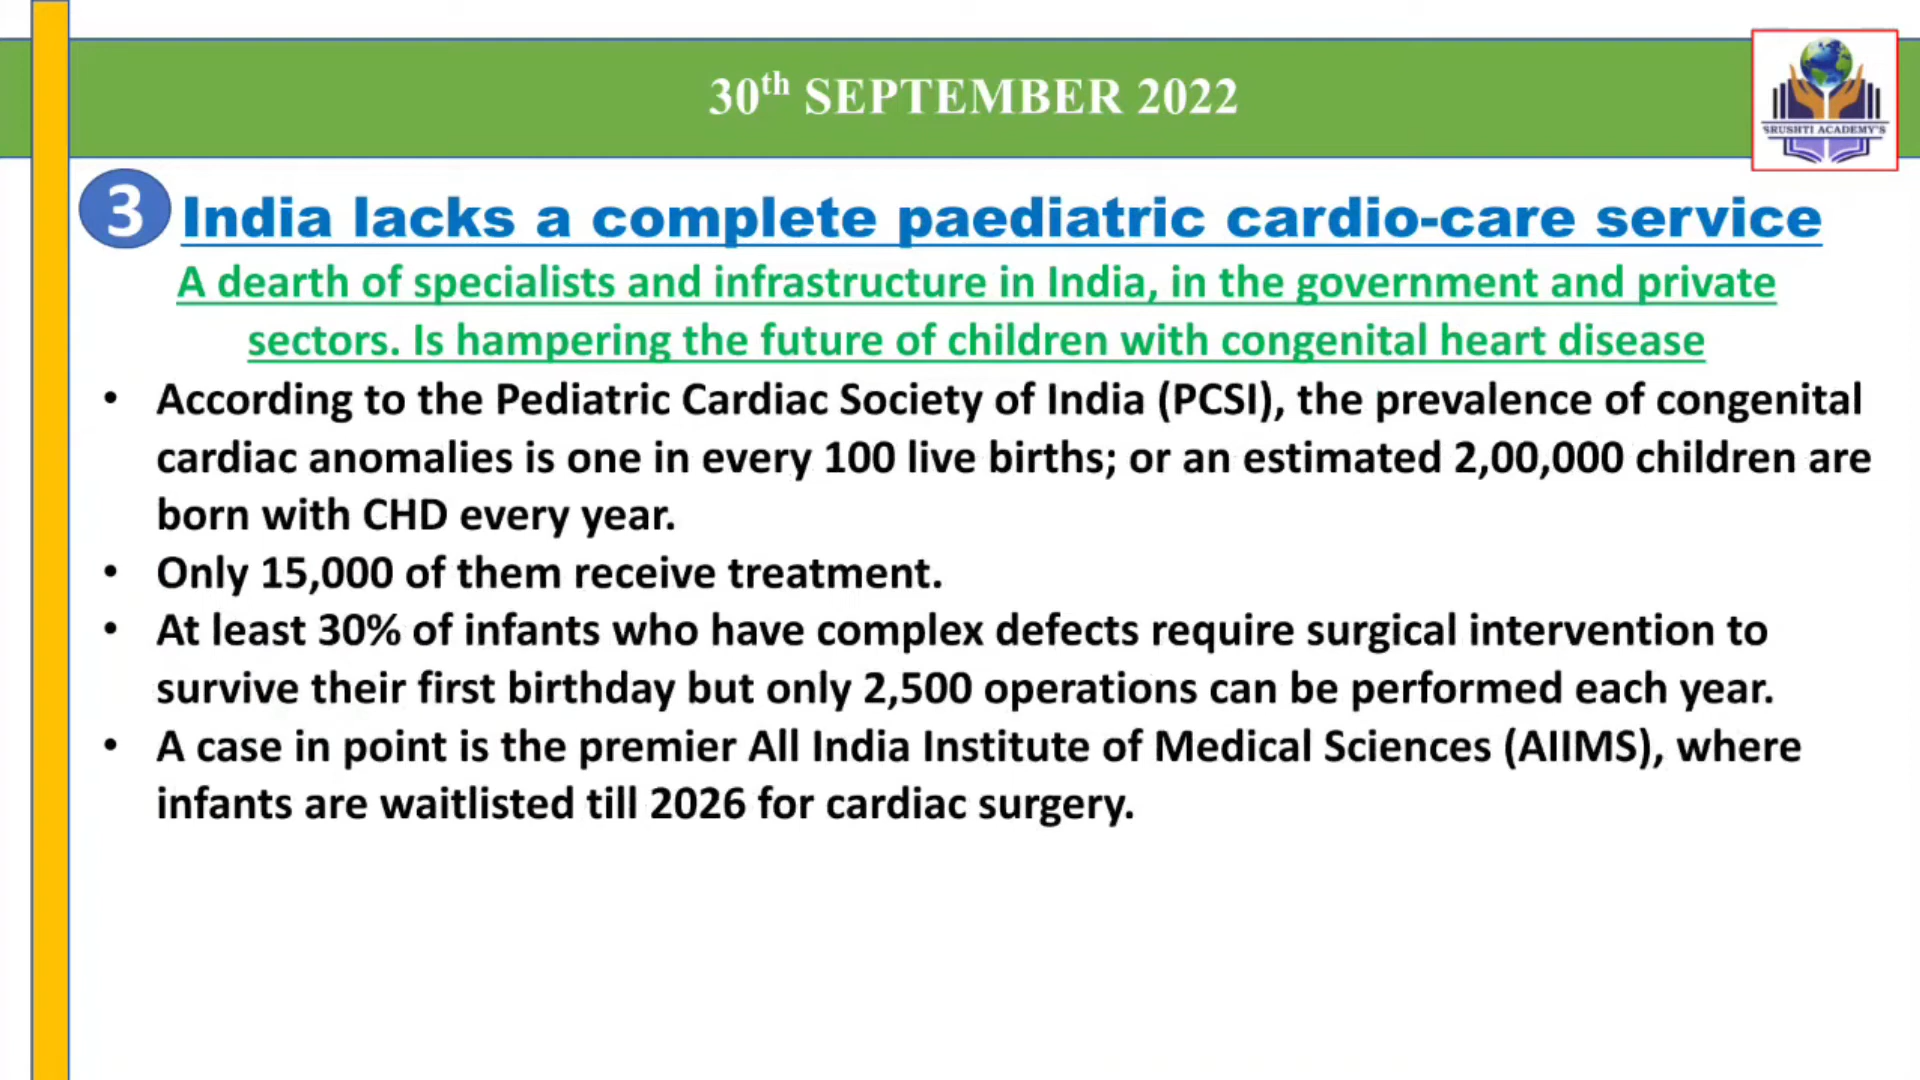 30th SEPTEMBER 2022
SRUSHTI ACADEMY'S
3 India lacks a complete paediatric cardio-care service
A dearth of specialists and infrastructure in India, in the government and private
sectors. Is hampering the future of children with congenital heart disease
• According to the Pediatric Cardiac Society of India (PCSI), the prevalence of congenital
cardiac anomalies is one in every 100 live births; or an estimated 2,00,000 children are
born with CHD every year.
• Only 15,000 of them receive treatment.
• At least 30% of infants who have complex defects require surgical intervention to
survive their first birthday but only 2,500 operations can be performed each year.
• A case in point is the premier All India Institute of Medical Sciences (AIIMS), where
infants are waitlisted till 2026 for cardiac surgery.